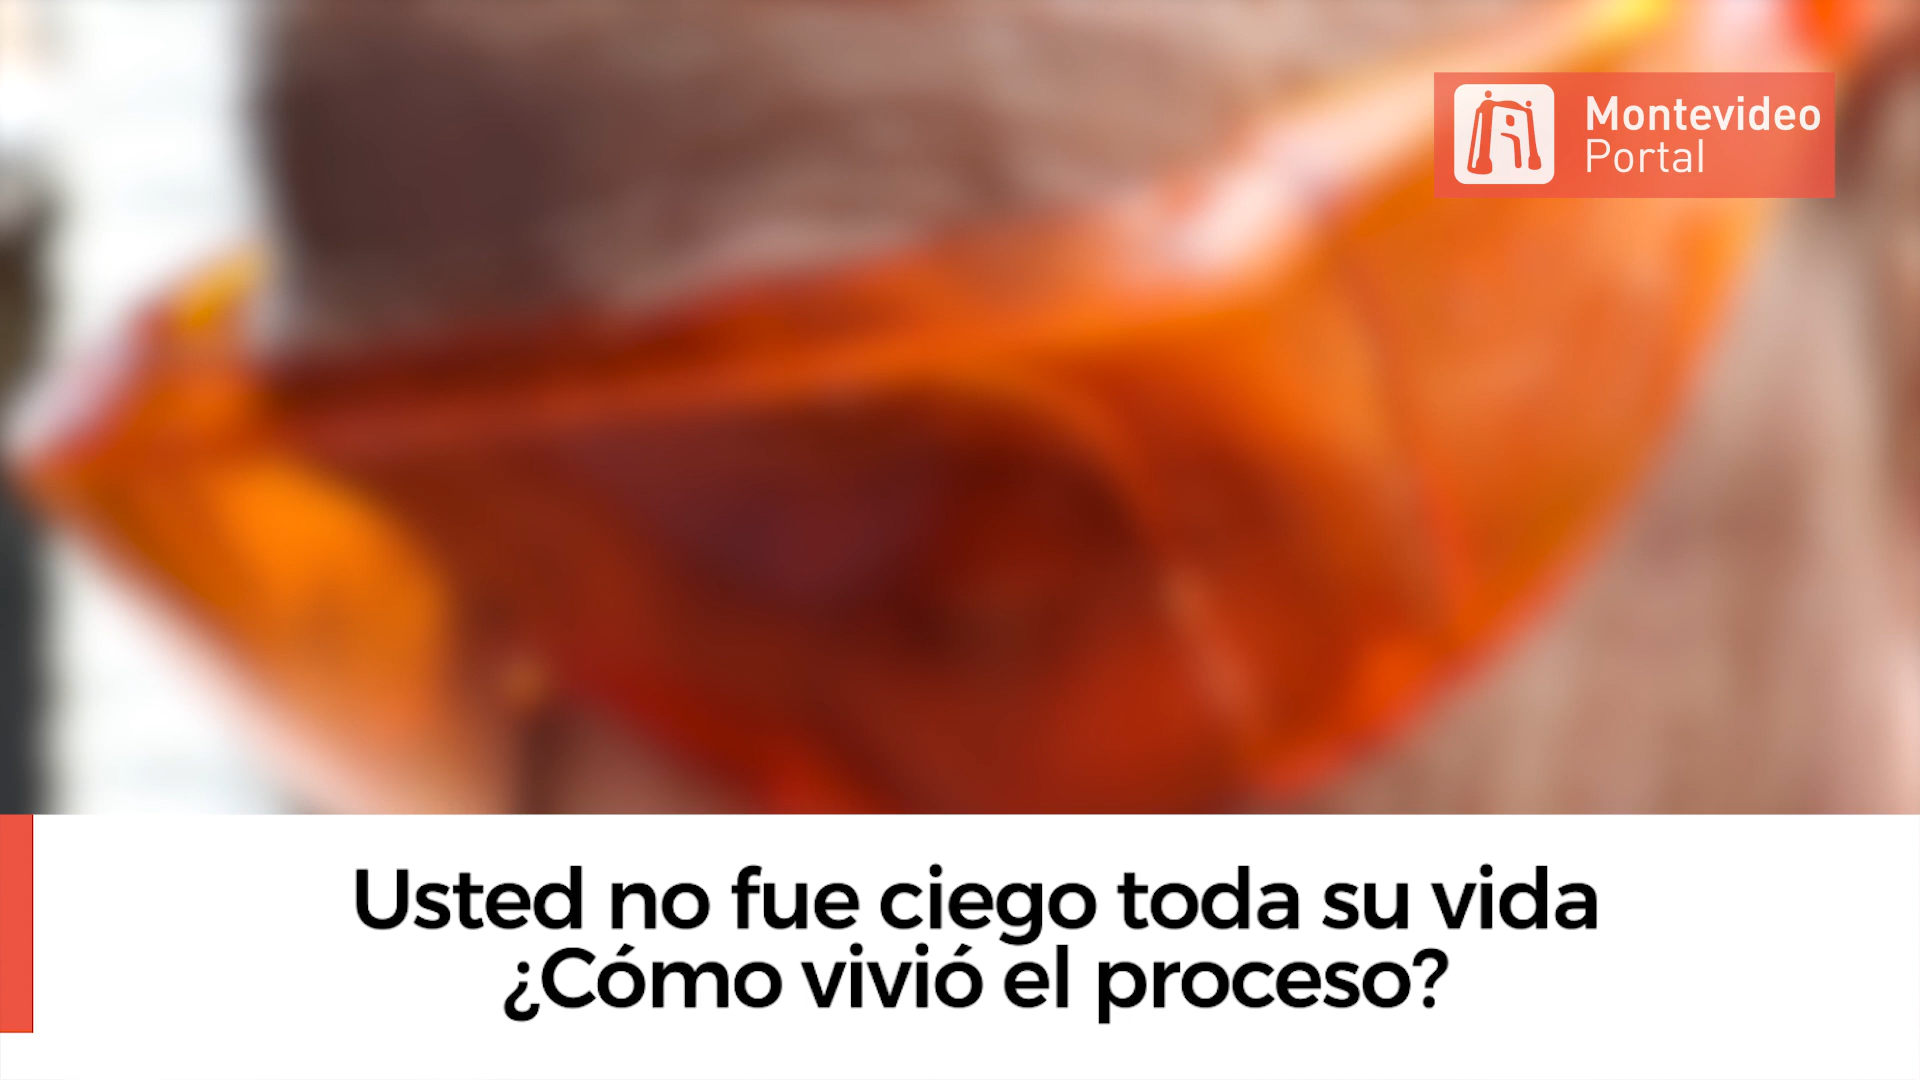 Montevideo
Portal
Usted no fue ciego toda su vida
¿Cómo vivió el proceso?